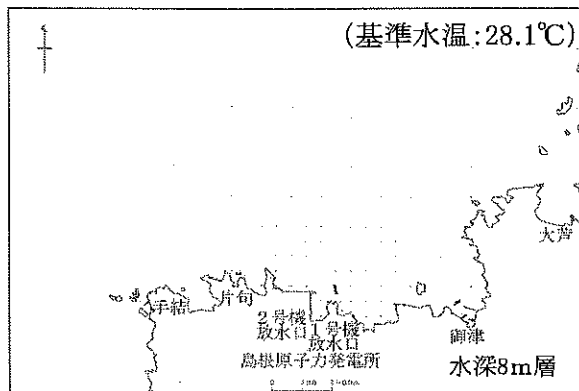 (基準水温:28.1℃)
大芦
手結
片句
2号機
放水口
1号機
放水口
御津
島根原子力発電所
水深8m層